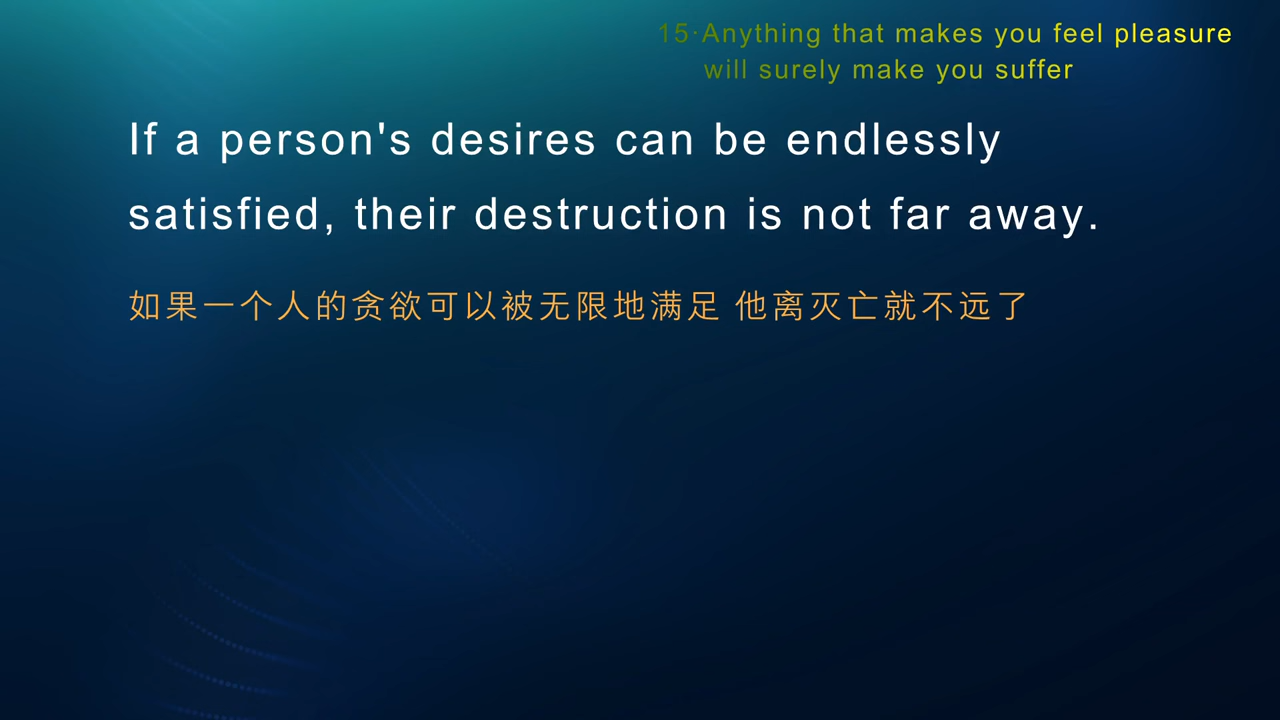 15·Anything that makes you feel pleasure
will surely make you suffer
If a person's desires can be endlessly
satisfied, their destruction is not far away.
如果一个人的贪欲可以被无限地满足 他离灭亡就不远了